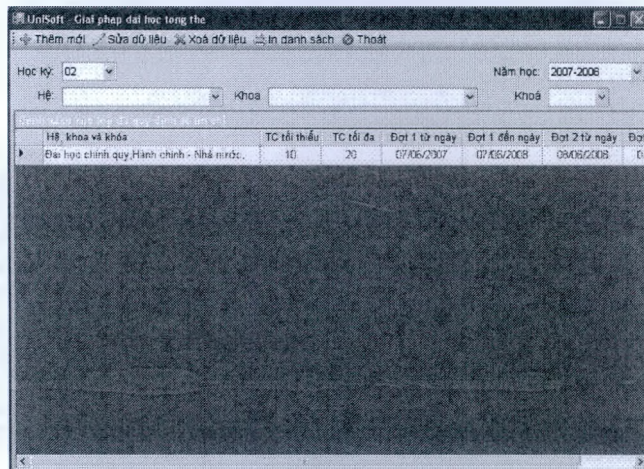 UniSoft - Giai phap dai hoc tong the
Thêm mới Sửa dữ liệu Xoá dữ liệu In danh sách Thoát
Học kỳ: 02 Năm học: 2007-2008
Hệ: Khoa Khoá
Hệ, khoa và khóa TC tối thiểu TC tối đa Đợt 1 từ ngày Đợt 1 đến ngày Đợt 2 từ ngày
Đại học chính quy,Hành chính - Nhà nước, 10 20 07/06/2007 07/06/2008 08/06/2008